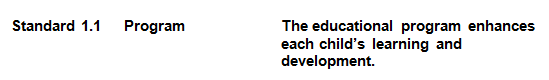 Standard 1.1 Program The educational program enhances
each child's learning and
development.